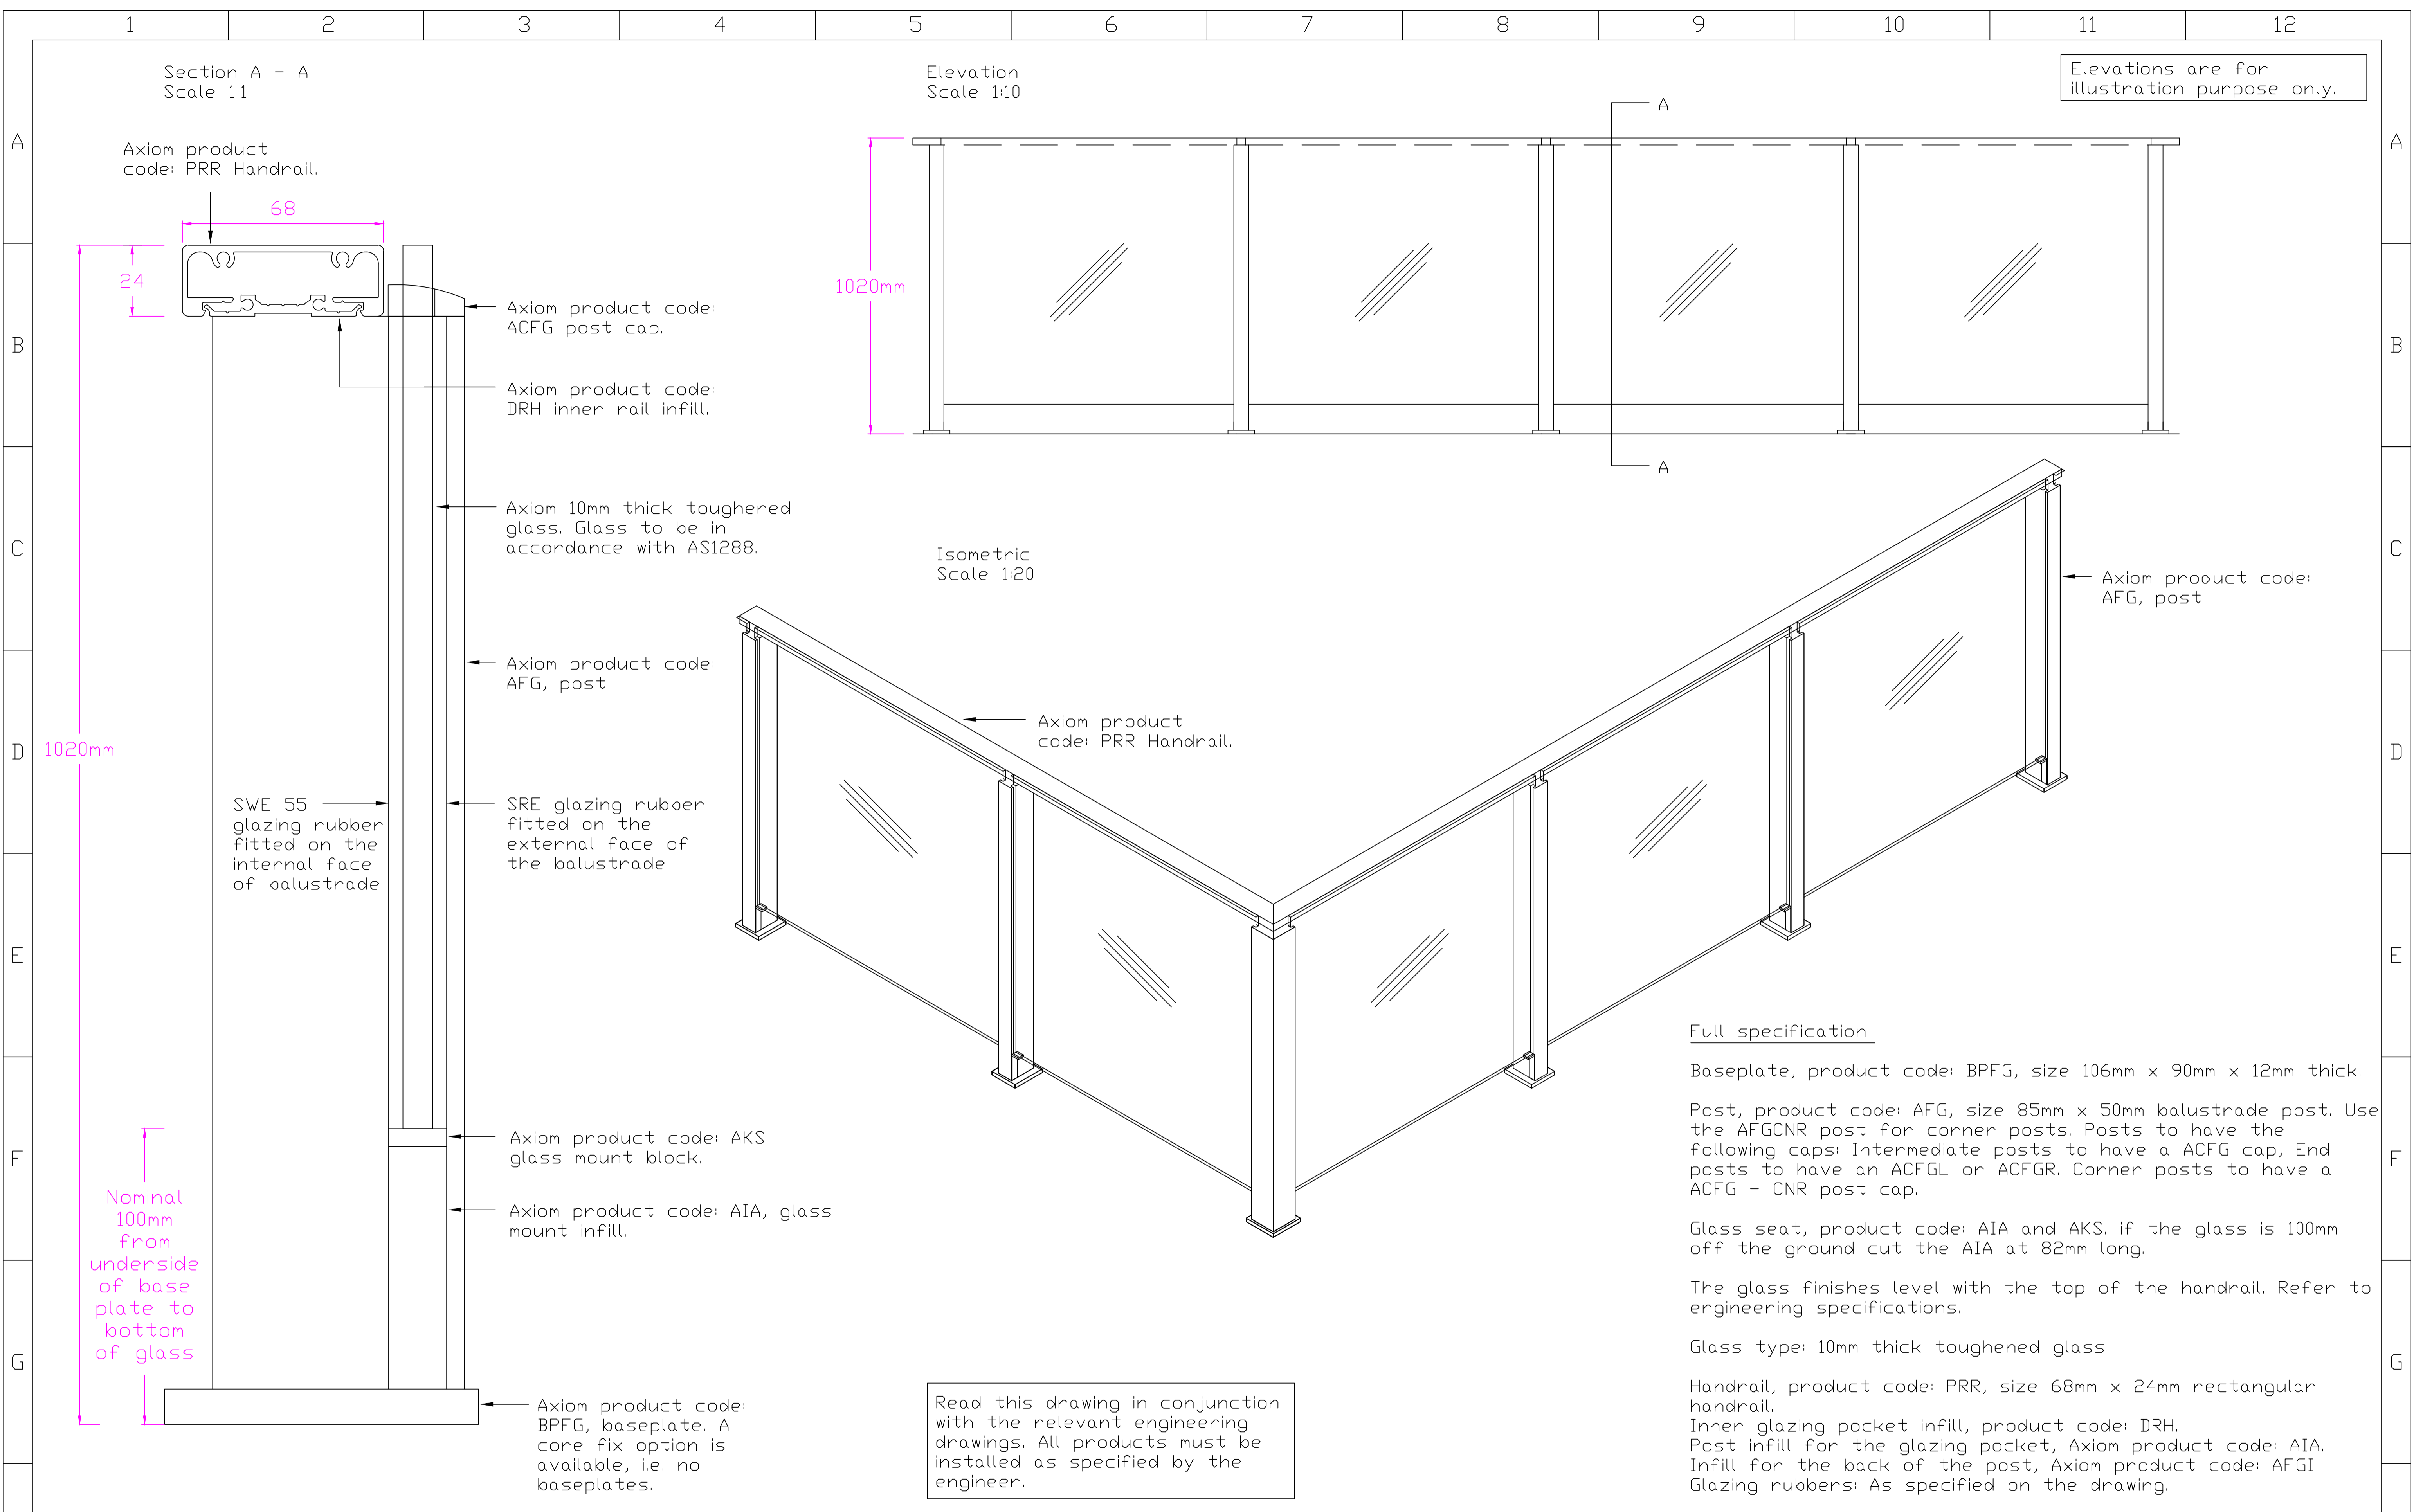 1 2 3 4 5 6 7 8 9 10 11 12
A
B
C
D
E
F
G
Section A - A
Scale 1:1
Axiom product
code: PRR Handrail.
68
24
1020mm
Axiom product code:
ACFG post cap.
Axiom product code:
DRH inner rail infill.
Axiom 10mm thick toughened
glass. Glass to be in
accordance with AS1288.
Axiom product code:
AFG, post
SWE 55
glazing rubber
fitted on the
internal face
of balustrade
SRE glazing rubber
fitted on the
external face of
the balustrade
Axiom product code: AKS
glass mount block.
Axiom product code: AIA, glass
mount infill.
Nominal
100mm
from
underside
of base
plate to
bottom
of glass
Axiom product code:
BPFG, baseplate. A
core fix option is
available, i.e. no
baseplates.
Elevation
Scale 1:10
A
A
1020mm
Elevations are for
illustration purpose only.
Isometric
Scale 1:20
Axiom product
code: PRR Handrail.
Axiom product code:
AFG, post
Read this drawing in conjunction
with the relevant engineering
drawings. All products must be
installed as specified by the
engineer.
Full specification
Baseplate, product code: BPFG, size 106mm x 90mm x 12mm thick.
Post, product code: AFG, size 85mm x 50mm balustrade post. Use
the AFGCNR post for corner posts. Posts to have the
following caps: Intermediate posts to have a ACFG cap, End
posts to have an ACFGL or ACFGR. Corner posts to have a
ACFG - CNR post cap.
Glass seat, product code: AIA and AKS. if the glass is 100mm
off the ground cut the AIA at 82mm long.
The glass finishes level with the top of the handrail. Refer to
engineering specifications.
Glass type: 10mm thick toughened glass
Handrail, product code: PRR, size 68mm x 24mm rectangular
handrail.
Inner glazing pocket infill, product code: DRH.
Post infill for the glazing pocket, Axiom product code: AIA.
Infill for the back of the post, Axiom product code: AFGI
Glazing rubbers: As specified on the drawing.
A
B
C
D
E
F
G